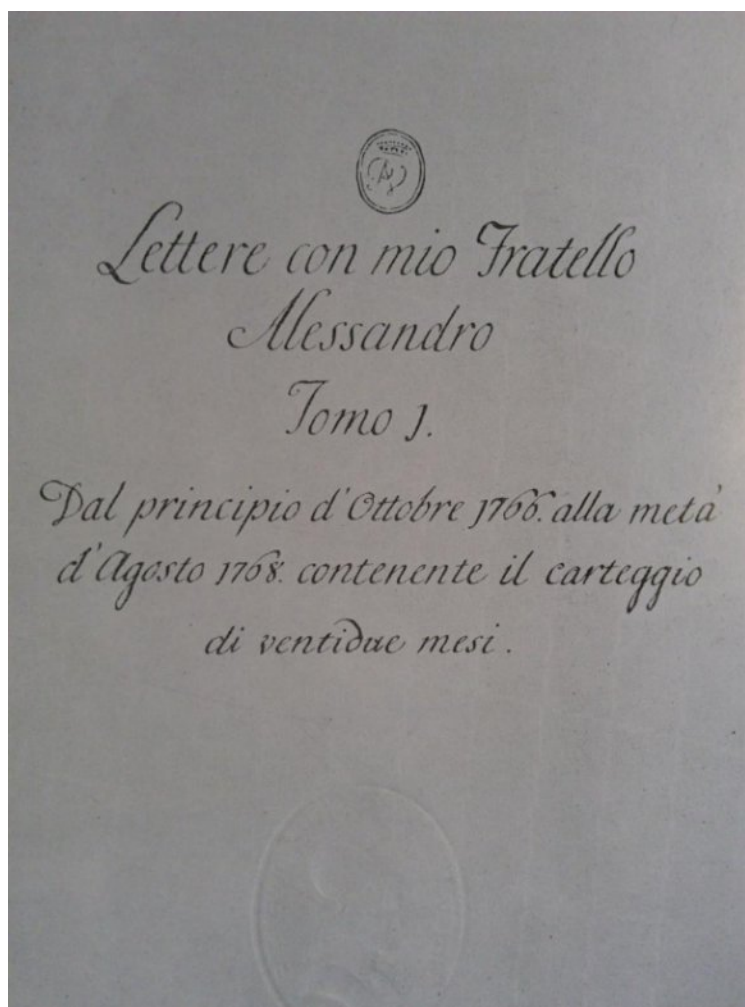 Lettere con mio Fratello
Alessandro
Tomo J.
Dal principio d'Ottobre 1766. alla metà
d'Agosto 1768. contenente il carteggio
di ventidue mesi.